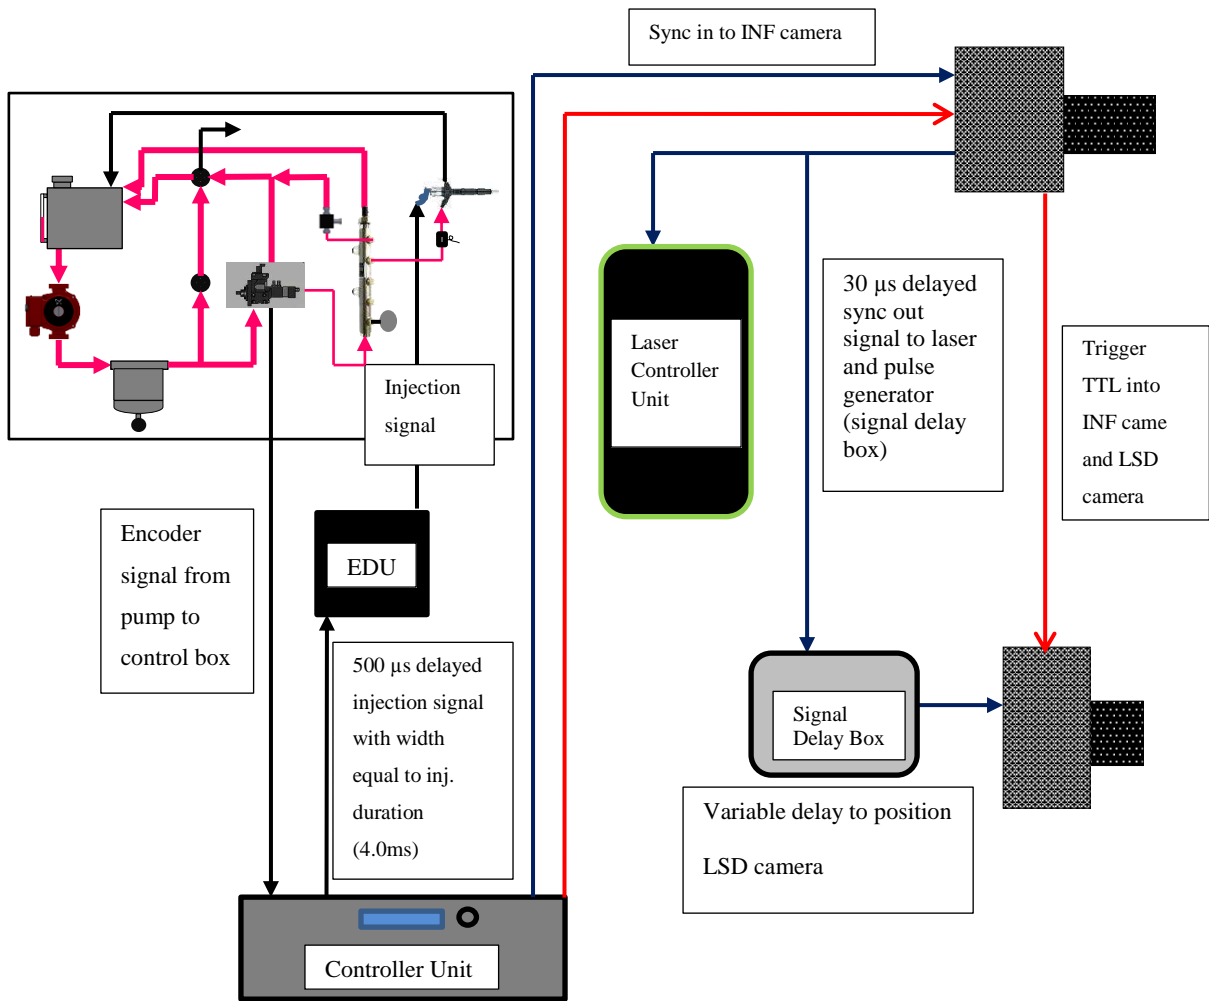 Sync in to INF camera
Injection
signal
Laser
Controller
Unit
30 µs delayed
sync out
signal to laser
and pulse
generator
(signal delay
box)
Trigger
TTL into
INF came
and LSD
camera
Encoder
signal from
pump to
control box
EDU
500 µs delayed
injection signal
with width
equal to inj.
duration
(4.0ms)
Signal
Delay Box
Variable delay to position
LSD camera
Controller Unit